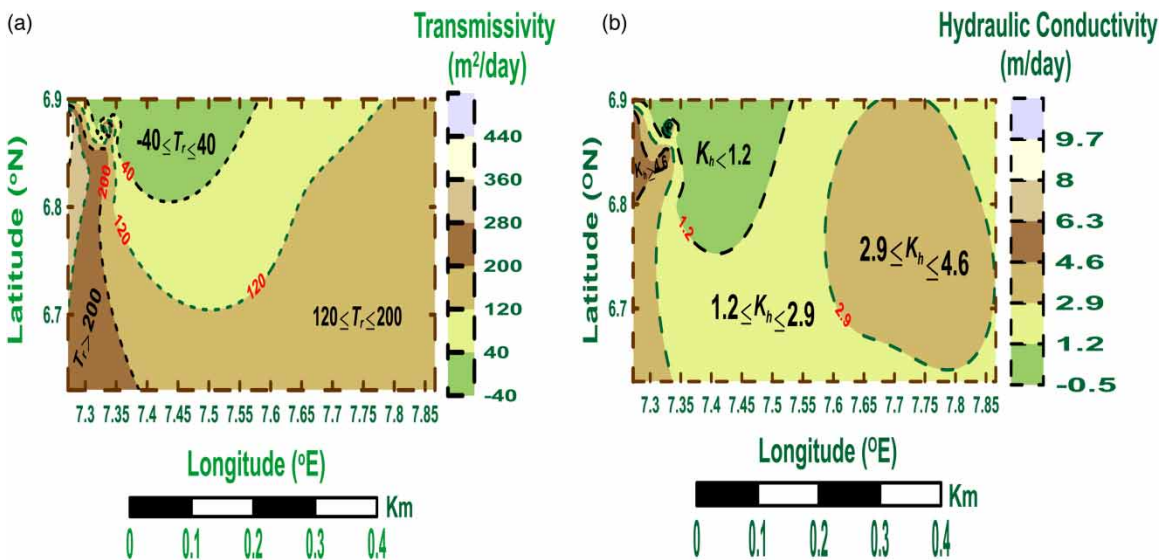 (a)
Transmissivity
(m²/day)
Latitude (ᵒN)
6.9
6.8
6.7
-40≤Tr≤40
40
200
120
120
120≤Tr≤200
Tr>200
440
360
280
200
120
40
-40
7.3 7.35 7.4 7.45 7.5 7.55 7.6 7.65 7.7 7.75 7.8 7.85
Longitude (ᵒE)
Km
0 0.1 0.2 0.3 0.4
(b)
Hydraulic Conductivity
(m/day)
Latitude (ᴼN)
6.9
6.8
6.7
Kh<1.2
Kh≥4.6
1.2
2.9≤Kh≤4.6
1.2≤Kh≤2.9
2.9
9.7
8
6.3
4.6
2.9
1.2
-0.5
7.3 7.35 7.4 7.45 7.5 7.55 7.6 7.65 7.7 7.75 7.8 7.85
Longitude (ᴼE)
Km
0 0.1 0.2 0.3 0.4